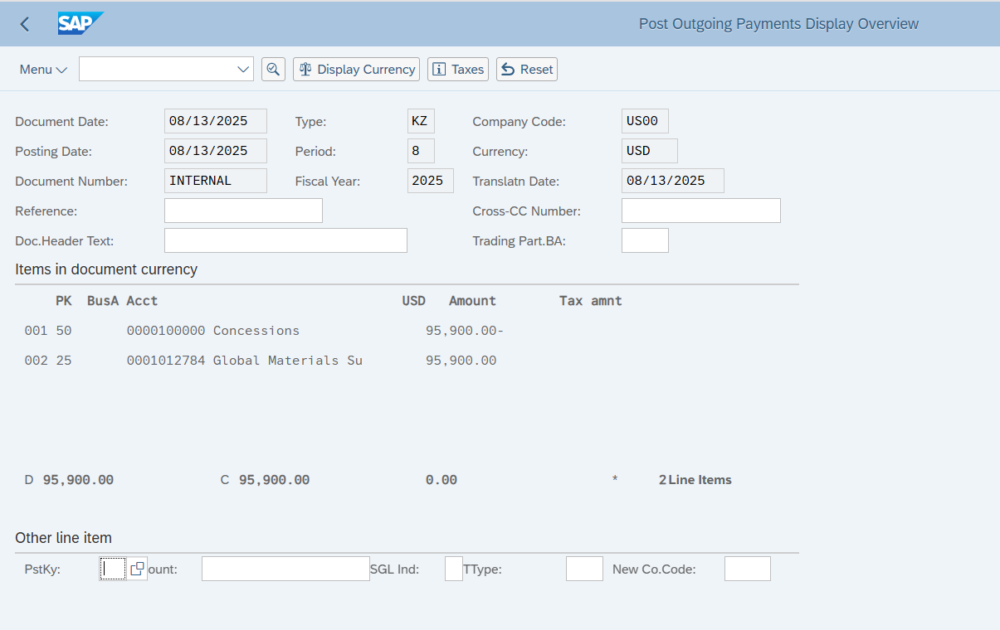 SAP Post Outgoing Payments Display Overview
Menu Display Currency Taxes Reset
Document Date: 08/13/2025 Type: KZ Company Code: US00
Posting Date: 08/13/2025 Period: 8 Currency: USD
Document Number: INTERNAL Fiscal Year: 2025 Translatn Date: 08/13/2025
Reference: Cross-CC Number:
Doc.Header Text: Trading Part.BA:
Items in document currency
PK BusA Acct USD Amount Tax amnt
001 50 0000100000 Concessions 95,900.00-
002 25 0001012784 Global Materials Su 95,900.00
D 95,900.00 C 95,900.00 0.00 * 2 Line Items
Other line item
PstKy: ount: SGL Ind: TType: New Co.Code: